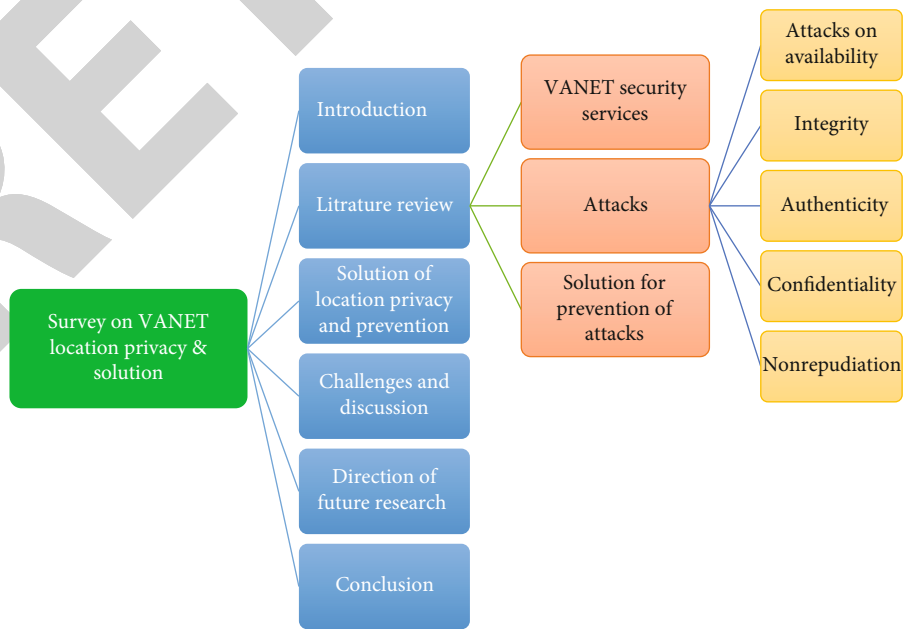 Survey on VANET
location privacy &
solution
Introduction
Litrature review
Solution of
location privacy
and prevention
Challenges and
discussion
Direction of
future research
Conclusion
VANET security
services
Attacks
Solution for
prevention of
attacks
Attacks on
availability
Integrity
Authenticity
Confidentiality
Nonrepudiation